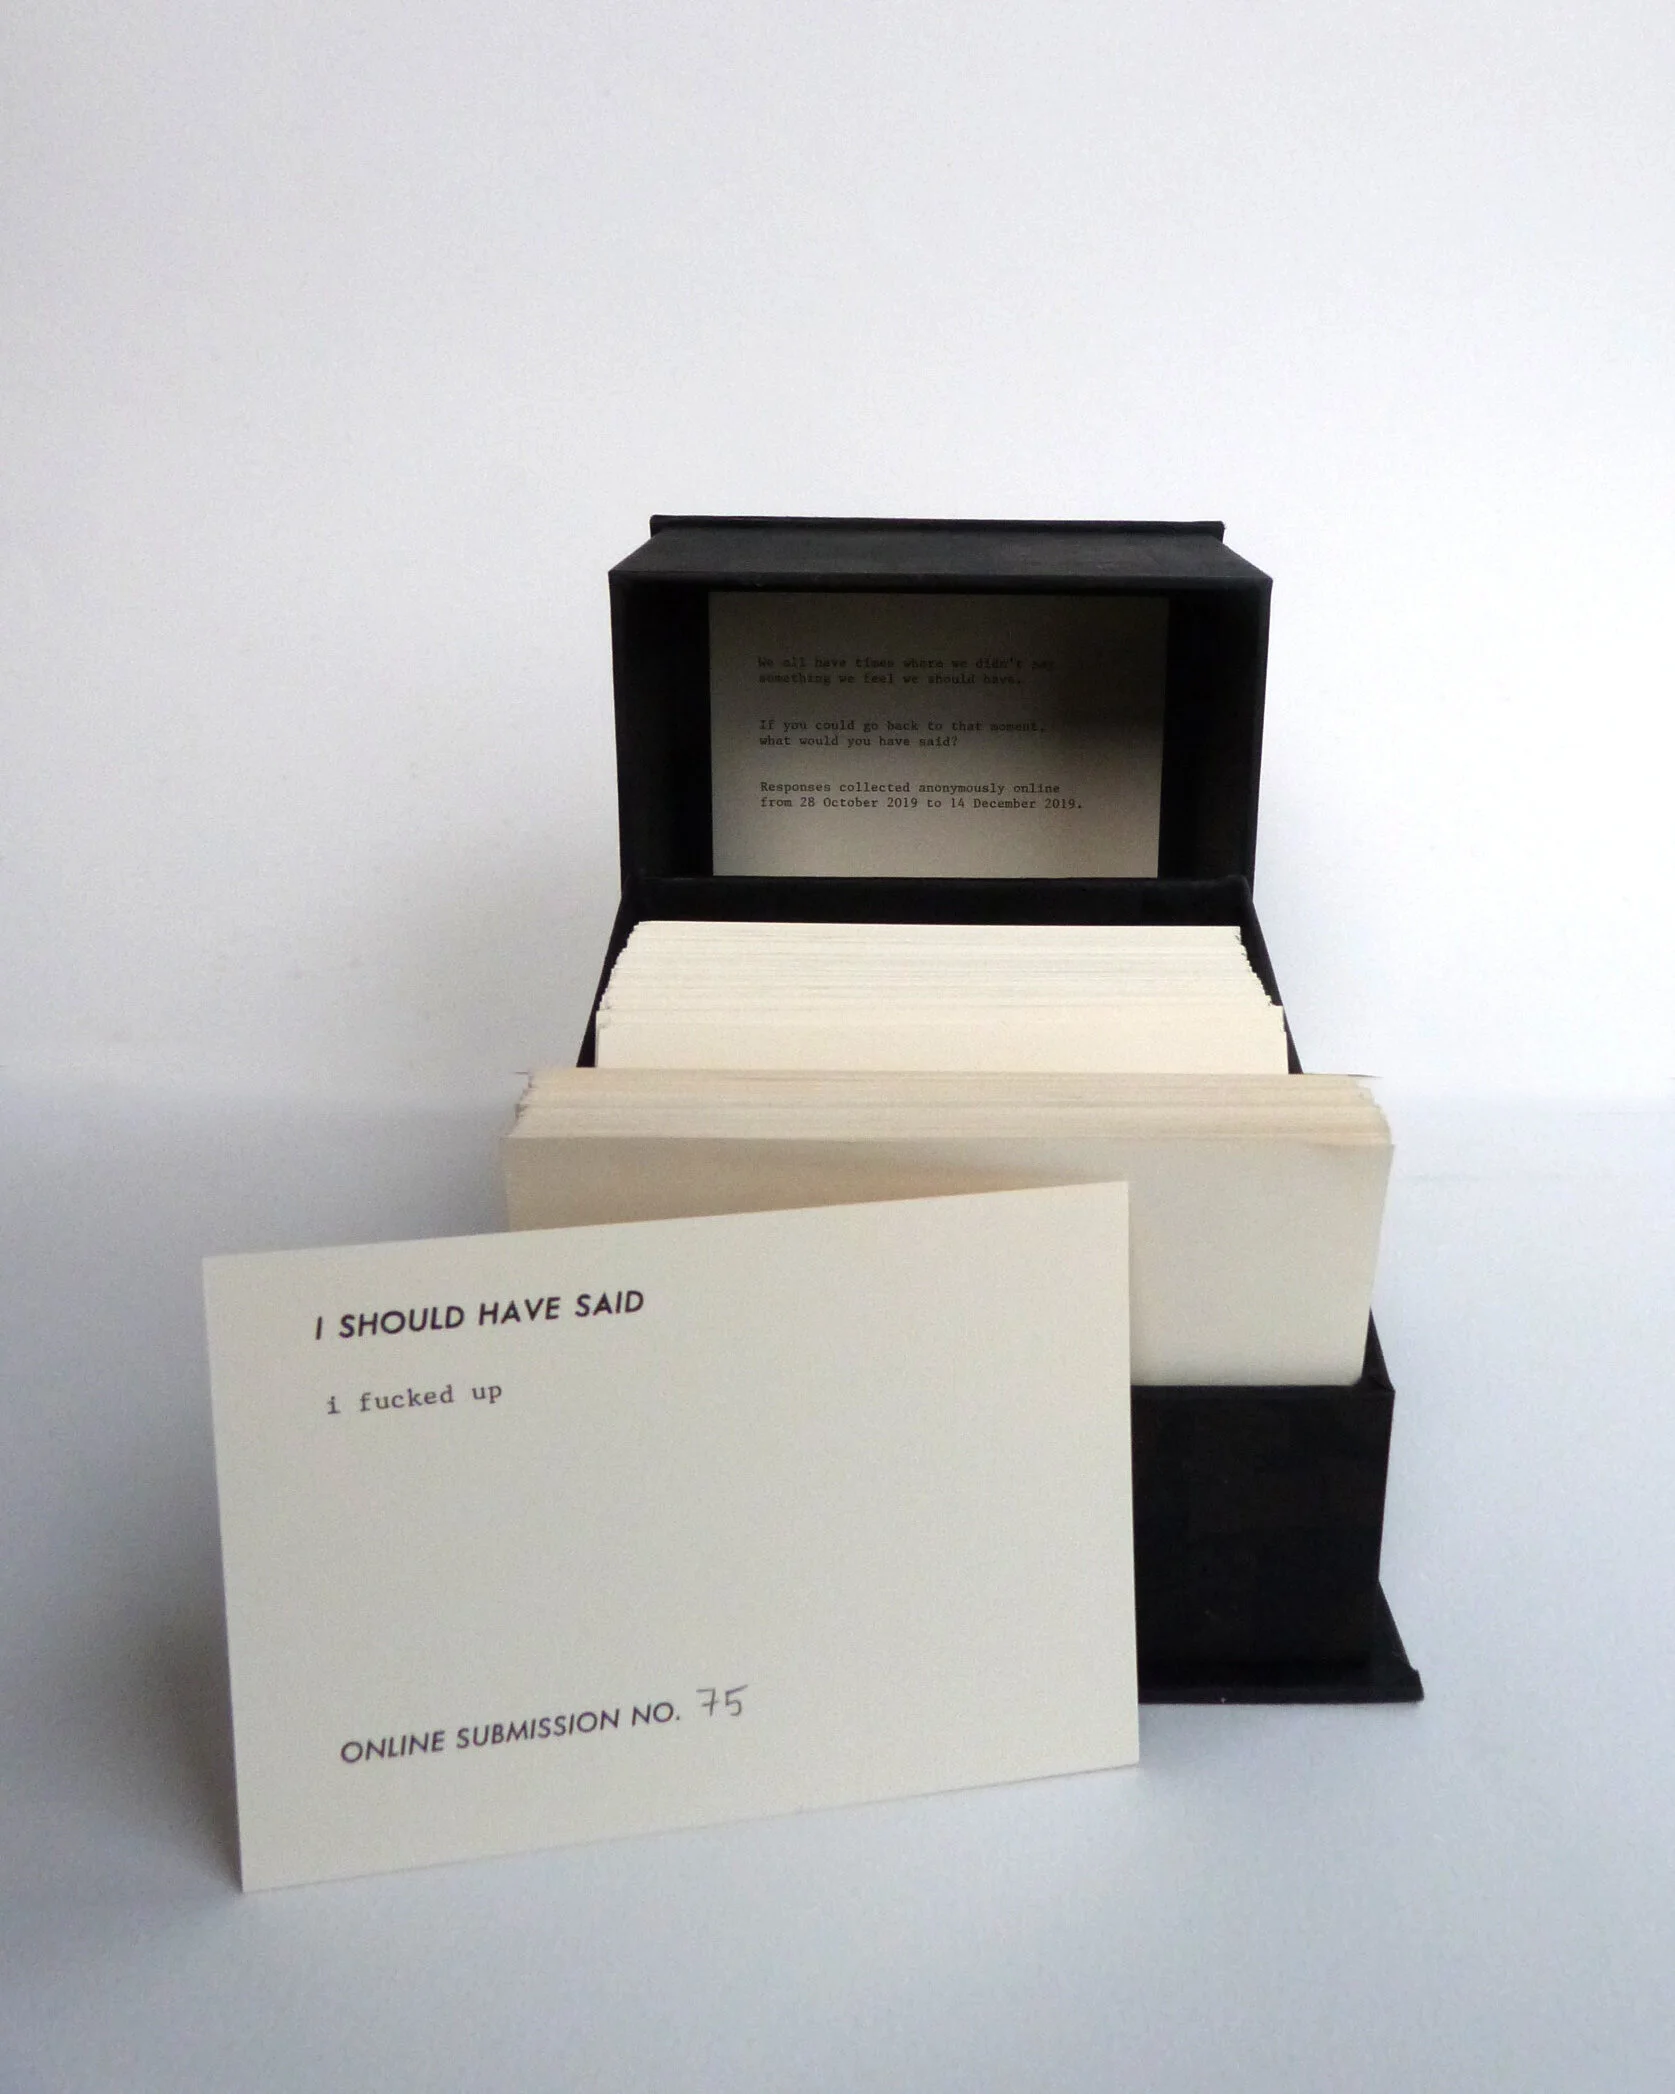 We all have times where we didn't say
something we feel we should have.
If you could go back to that moment,
what would you have said?
Responses collected anonymously online
from 28 October 2019 to 14 December 2019.
I SHOULD HAVE SAID
i fucked up
ONLINE SUBMISSION NO. 75